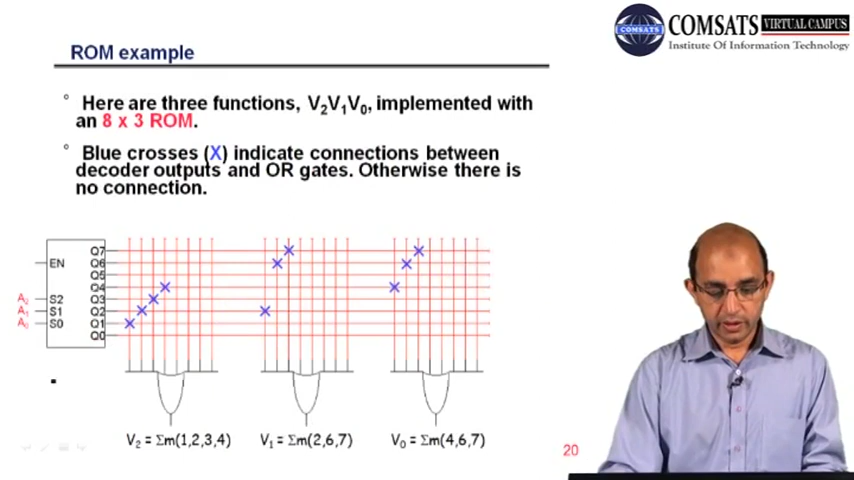 COMSATS
COMSATS VIRTUAL CAMPUS
Institute Of Information Technology
ROM example
° Here are three functions, V₂V₁V₀, implemented with
an 8 x 3 ROM.
° Blue crosses (X) indicate connections between
decoder outputs and OR gates. Otherwise there is
no connection.
Q7
EN Q6
Q5
Q4
A₂ S2 Q3
A₁ S1 Q2
A₀ S0 Q1
Q0
V₂ = Σm(1,2,3,4) V₁ = Σm(2,6,7) V₀ = Σm(4,6,7)
20